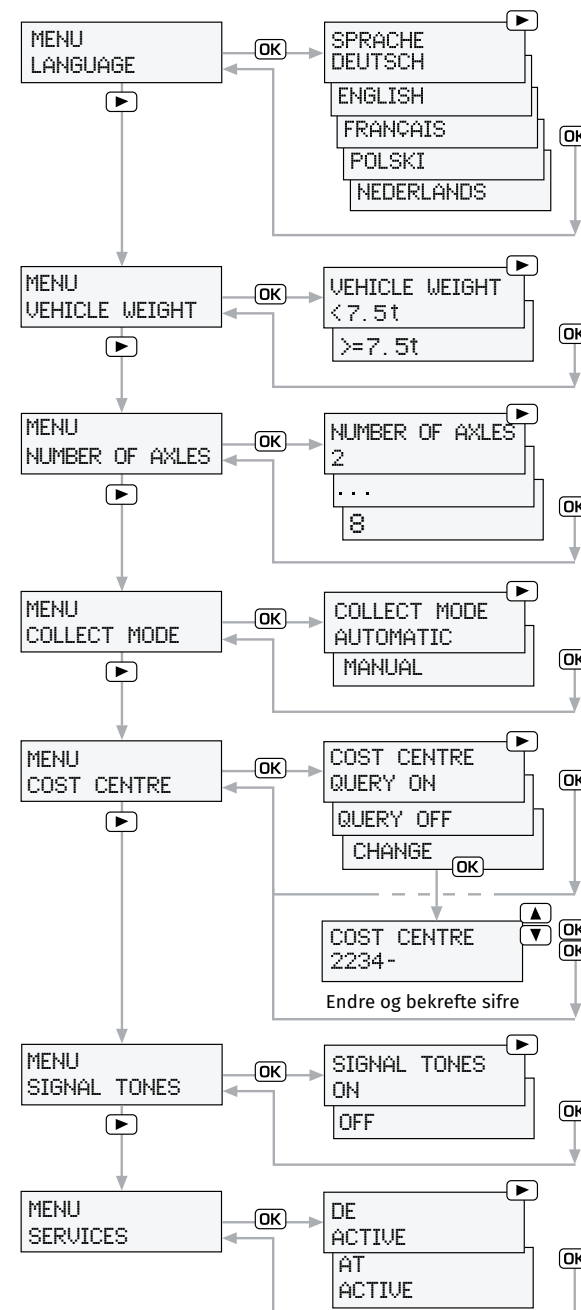 MENU
LANGUAGE
OK
SPRACHE
DEUTSCH
ENGLISH
FRANÇAIS
POLSKI
NEDERLANDS
OK
MENU
VEHICLE WEIGHT
OK
VEHICLE WEIGHT
<7.5t
>=7.5t
OK
MENU
NUMBER OF AXLES
OK
NUMBER OF AXLES
2
...
8
OK
MENU
COLLECT MODE
OK
COLLECT MODE
AUTOMATIC
MANUAL
OK
MENU
COST CENTRE
OK
COST CENTRE
QUERY ON
QUERY OFF
CHANGE
OK
OK
COST CENTRE
2234-
OK
OK
Endre og bekrefte sifre
MENU
SIGNAL TONES
OK
SIGNAL TONES
ON
OFF
OK
MENU
SERVICES
OK
DE
ACTIVE
AT
ACTIVE
OK